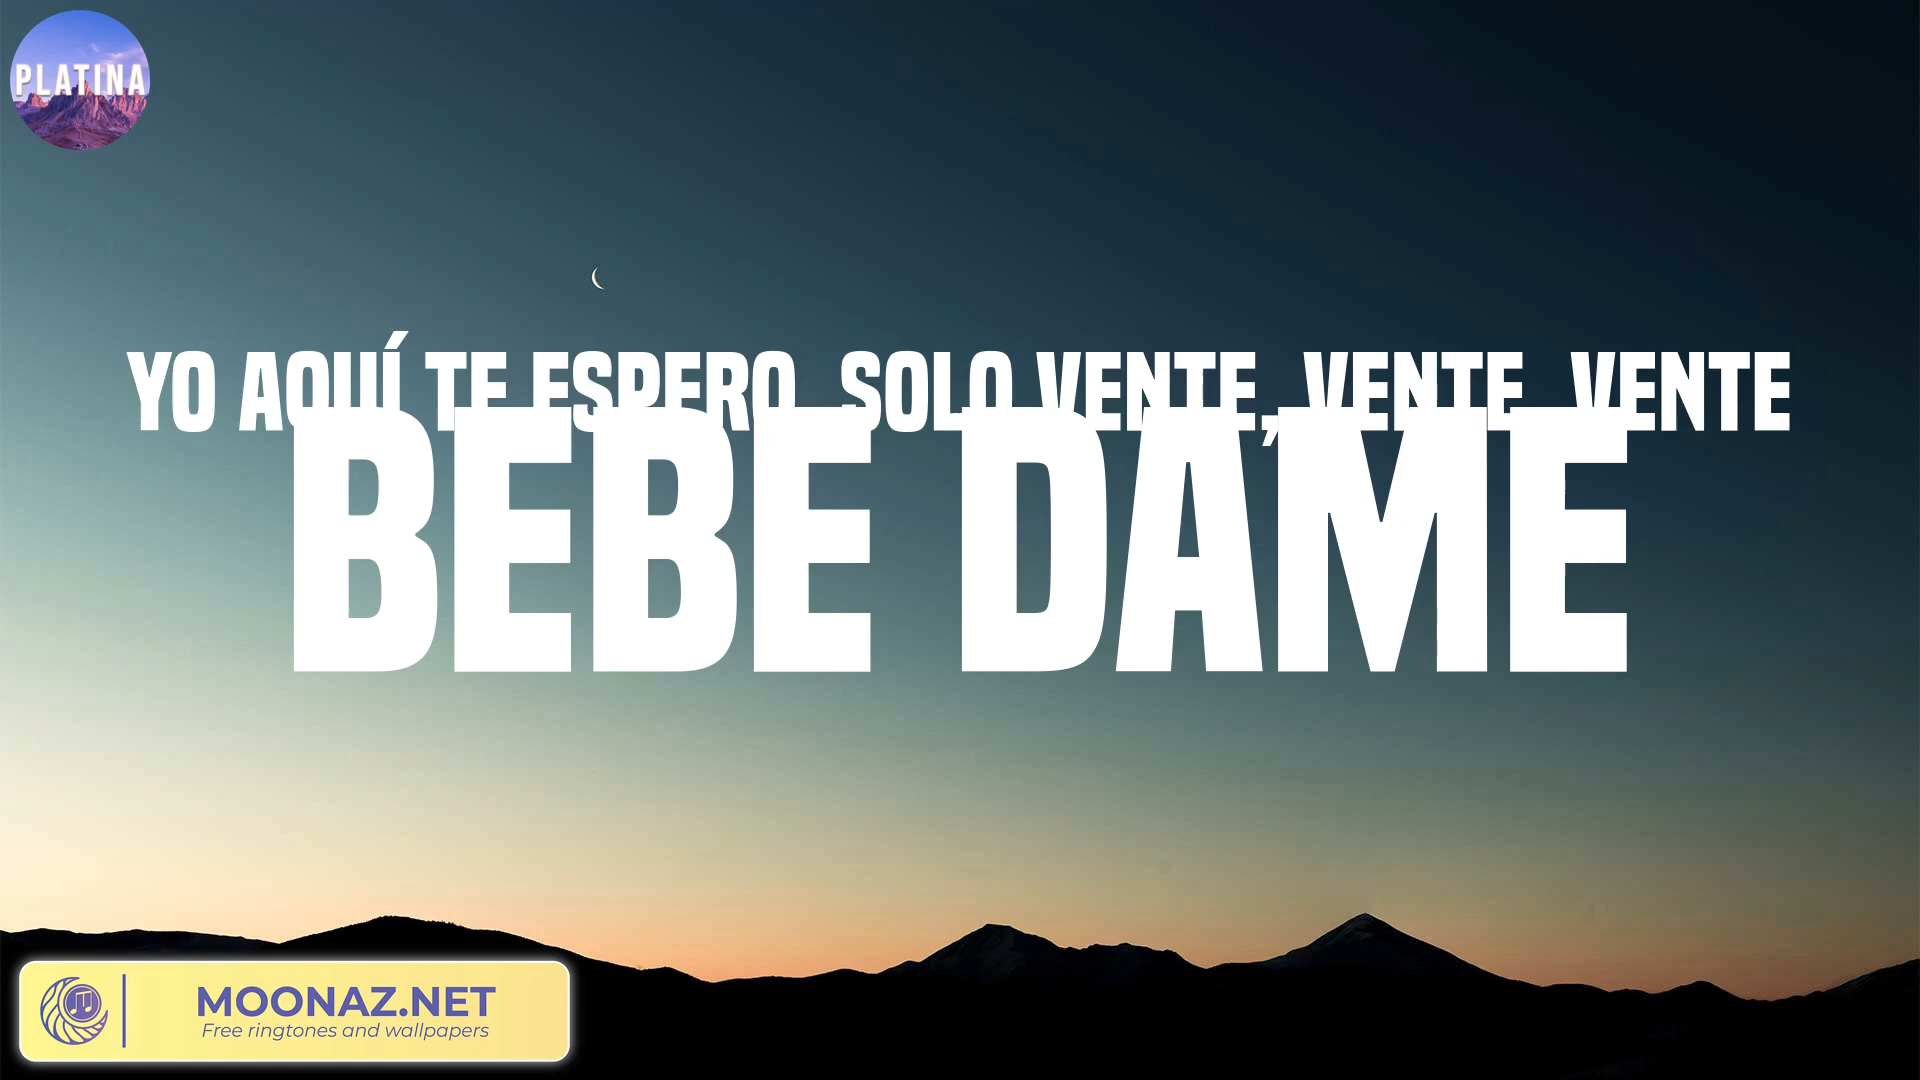 PLATINA
YO AQUÍ TE ESPERO, SOLO VENTE, VENTE, VENTE
BEBE DAME
MOONAZ.NET
Free ringtones and wallpapers